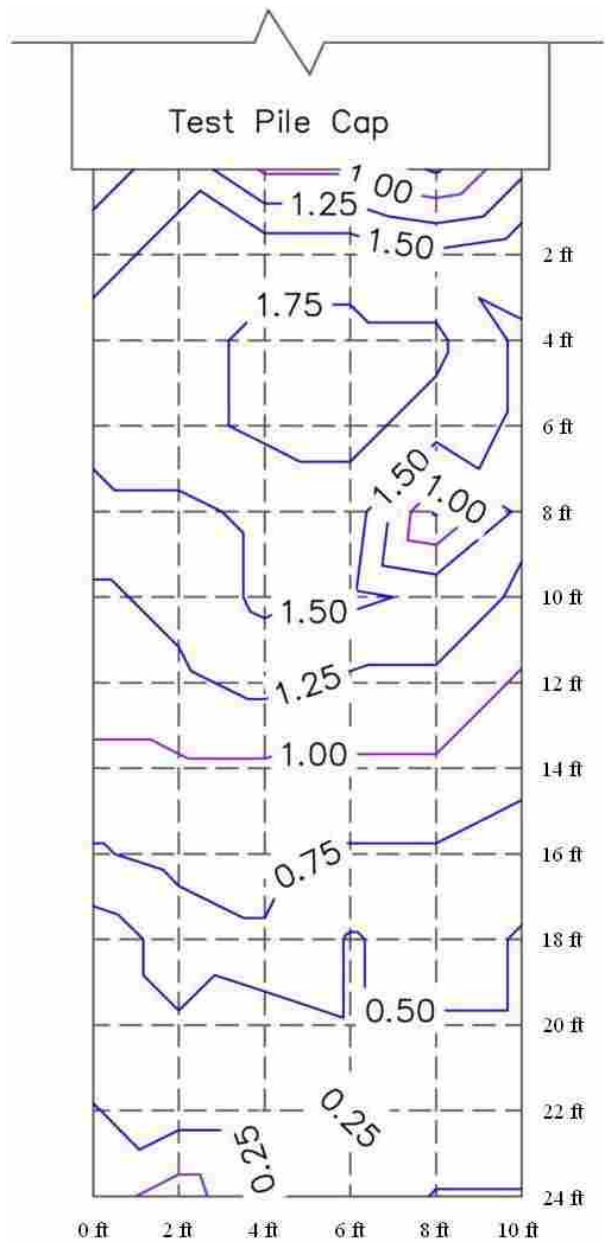 Test Pile Cap
1 00
1.25
1.50
2 ft
1.75
4 ft
6 ft
1.50
1.00
8 ft
10 ft
1.50
1.25
12 ft
1.00
14 ft
0.75
16 ft
18 ft
0.50
20 ft
0.25
22 ft
0.25
24 ft
0 ft 2 ft 4 ft 6 ft 8 ft 10 ft